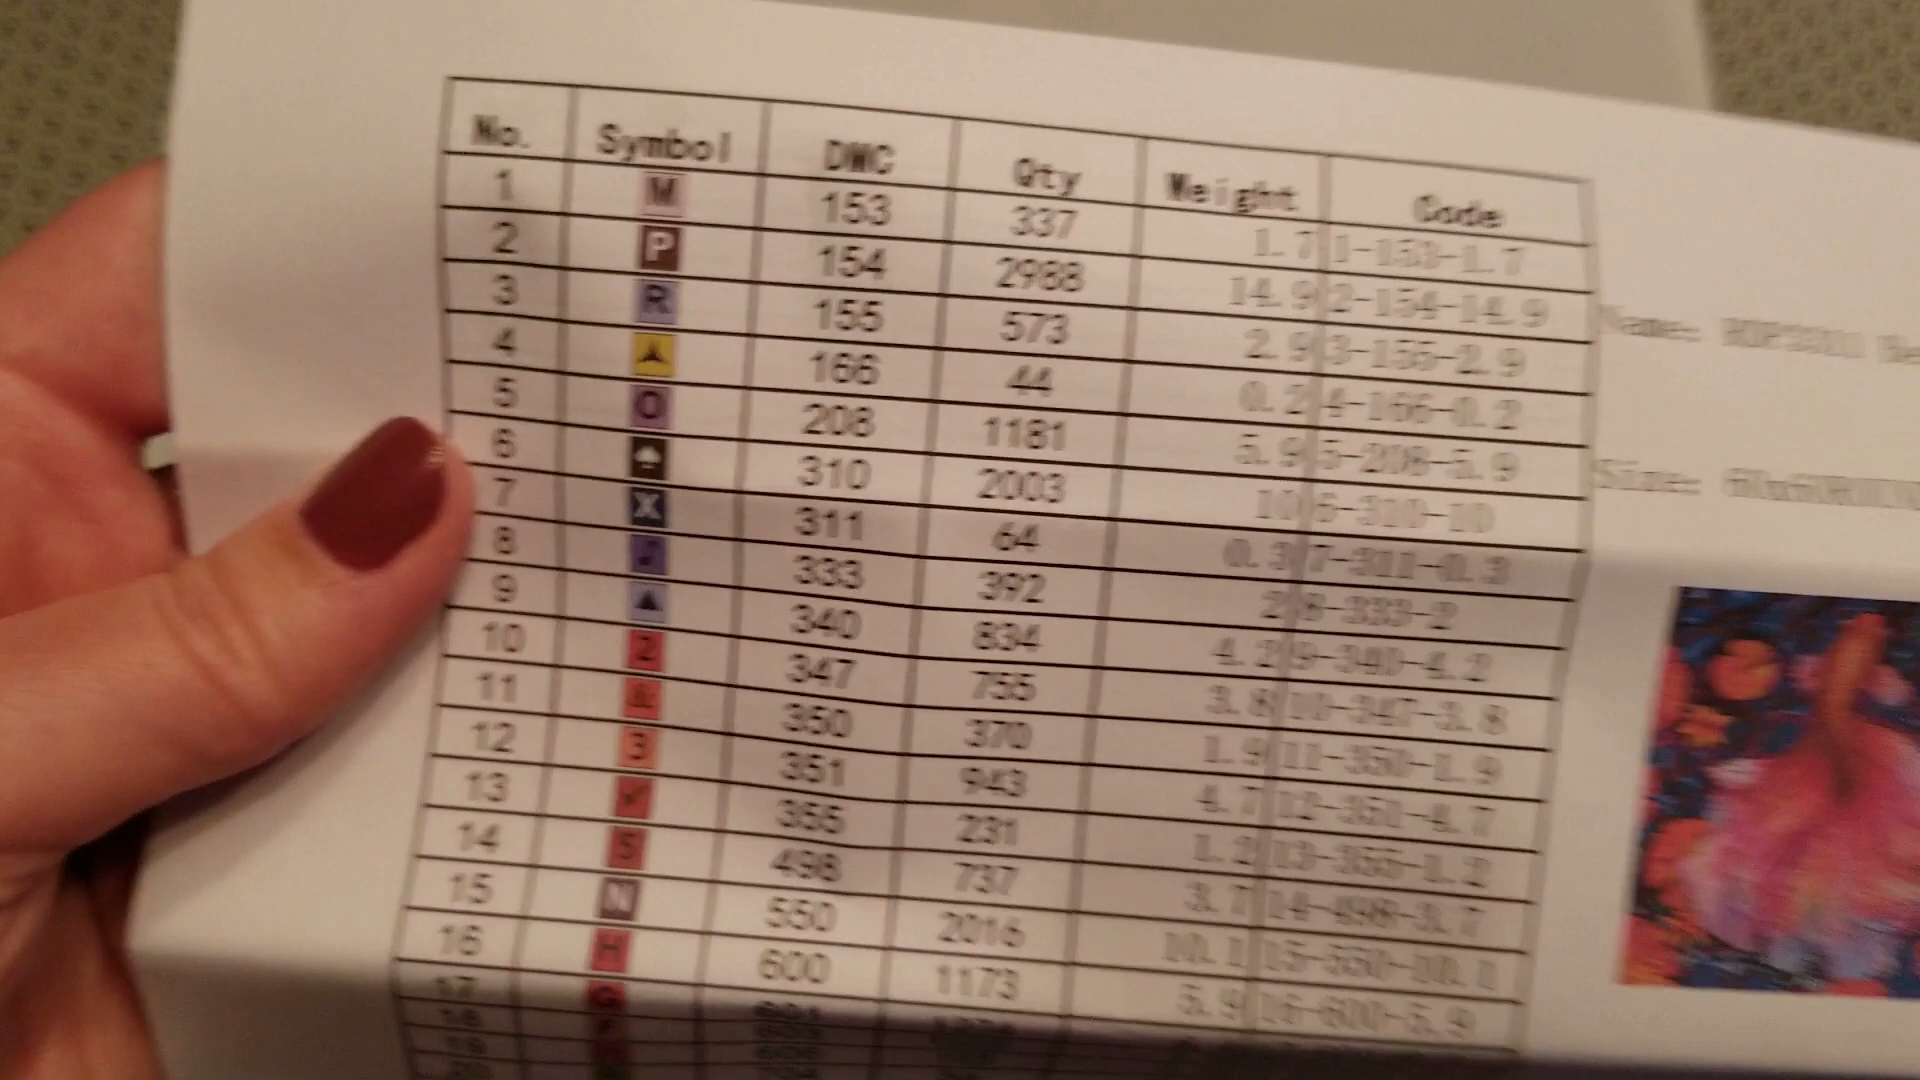 No. Symbol DMC Qty Weight Code
1 M 153 337 1.7 1-153-1.7
2 P 154 2988 14.9 2-154-14.9
3 R 155 573 2.9 3-155-2.9
4 166 44 0.2 4-166-0.2
5 O 208 1181 5.9 5-208-5.9
6 ♠ 310 2003 10 6-310-10
7 X 311 64 0.3 7-311-0.3
8 ♪ 333 392 2 8-333-2
9 ▲ 340 834 4.2 9-340-4.2
10 2 347 755 3.8 10-347-3.8
11 350 370 1.9 11-350-1.9
12 3 351 943 4.7 12-351-4.7
13 ✓ 355 231 1.2 13-355-1.2
14 5 498 737 3.7 14-498-3.7
15 N 550 2016 10.1 15-550-10.1
16 H 600 1173 5.9 16-600-5.9
17 G
18
19
Name:
Size: